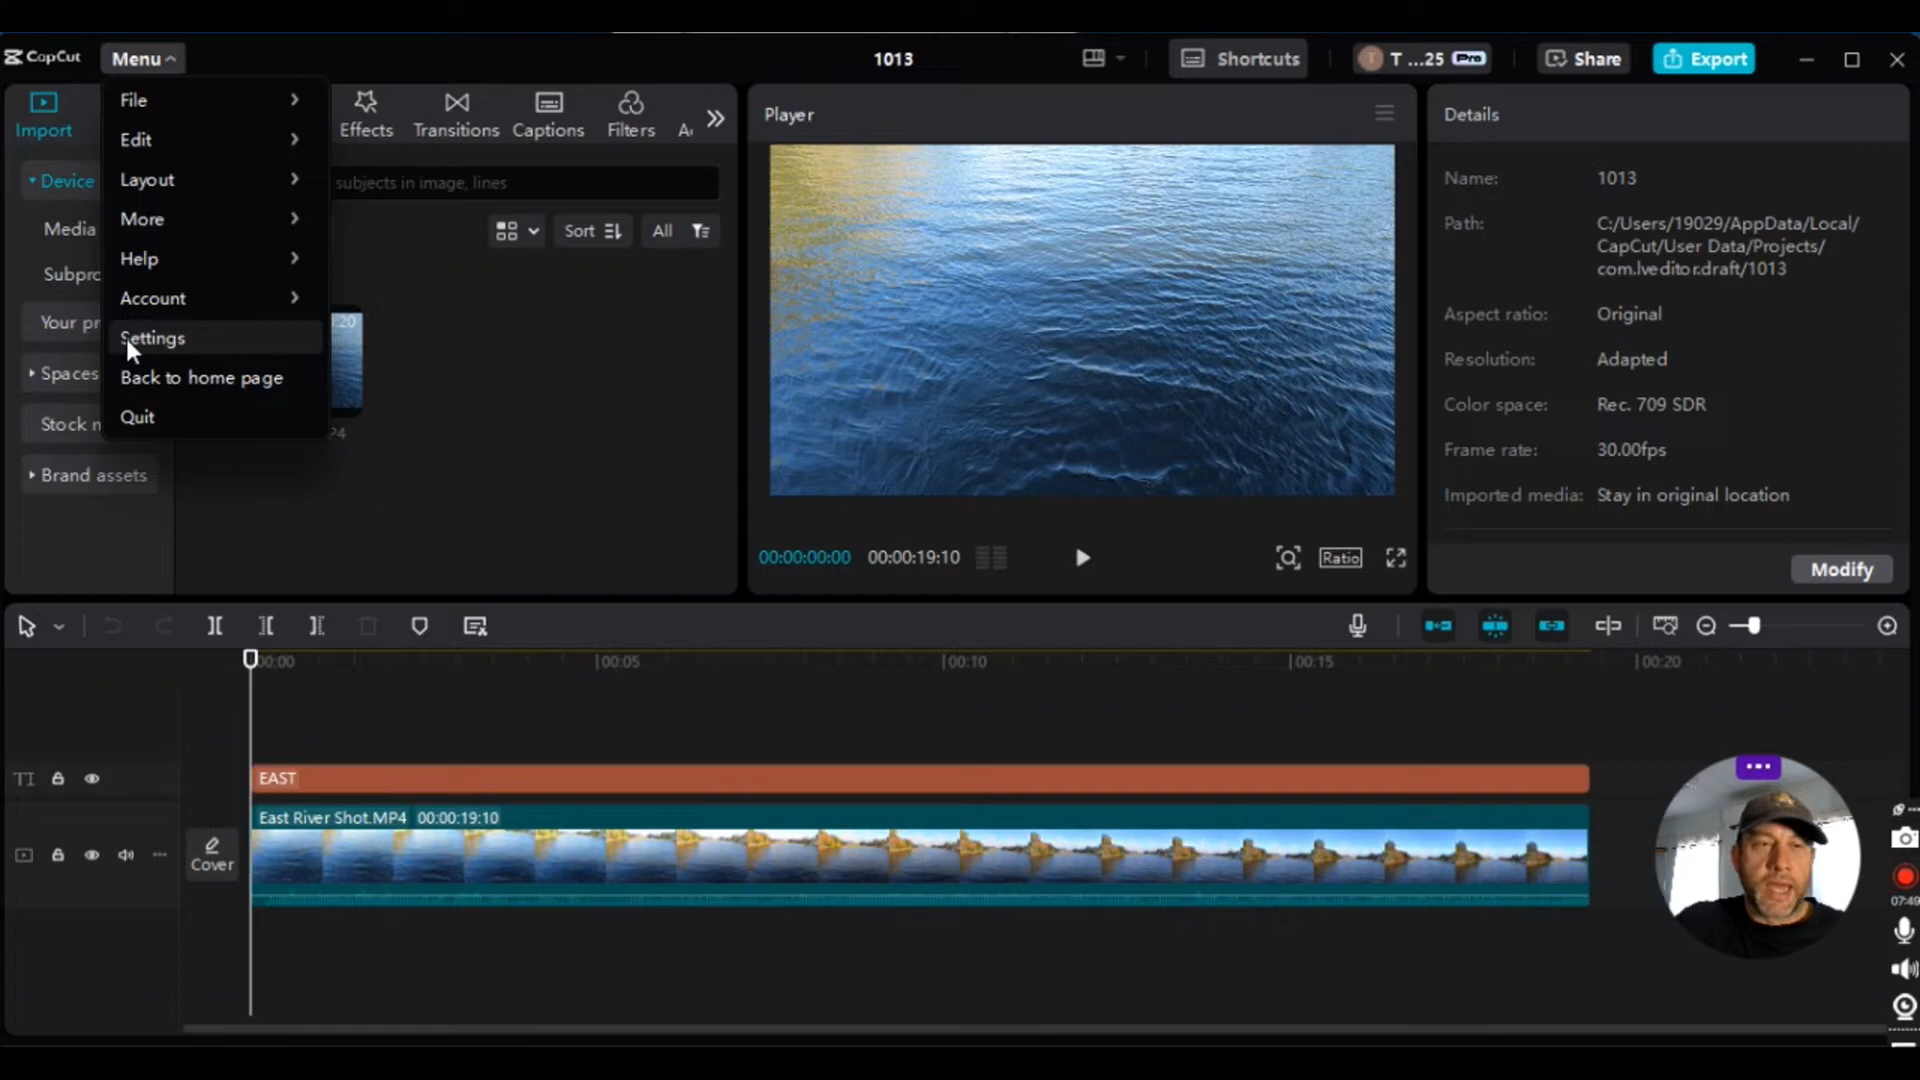 CapCut
Menu
1013
Shortcuts
T ...25 Pro
Share
Export
Import
Effects
Transitions
Captions
Filters
File
Edit
Layout
More
Help
Account
Settings
Back to home page
Quit
Device
Media
Subpro
Your pr
Spaces
Stock
Brand assets
subjects in image, lines
Sort
All
:20
P4
Player
00:00:00:00
00:00:19:10
Ratio
Details
Name: 1013
Path: C:/Users/19029/AppData/Local/
CapCut/User Data/Projects/
com.lveditor.draft/1013
Aspect ratio: Original
Resolution: Adapted
Color space: Rec. 709 SDR
Frame rate: 30.00fps
Imported media: Stay in original location
Modify
00:00
00:05
00:10
00:15
00:20
TI
EAST
East River Shot.MP4 00:00:19:10
Cover
07:49